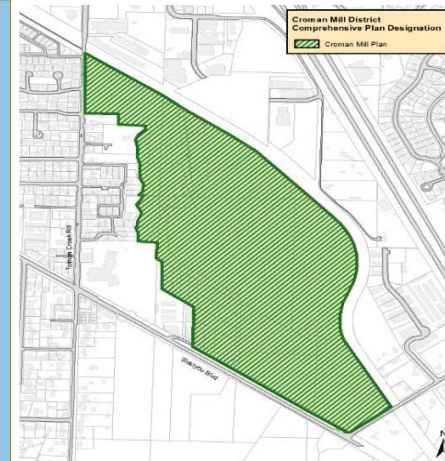 Croman Mill District
Comprehensive Plan Designation
Croman Mill Plan
Tolman Creek Rd
Siskiyou Blvd
N